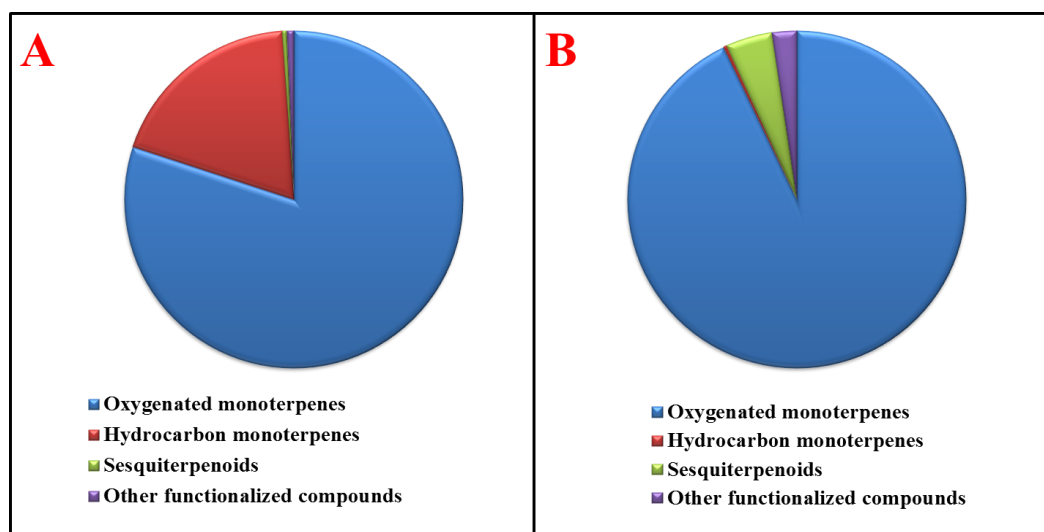 A
Oxygenated monoterpenes
Hydrocarbon monoterpenes
Sesquiterpenoids
Other functionalized compounds
B
Oxygenated monoterpenes
Hydrocarbon monoterpenes
Sesquiterpenoids
Other functionalized compounds